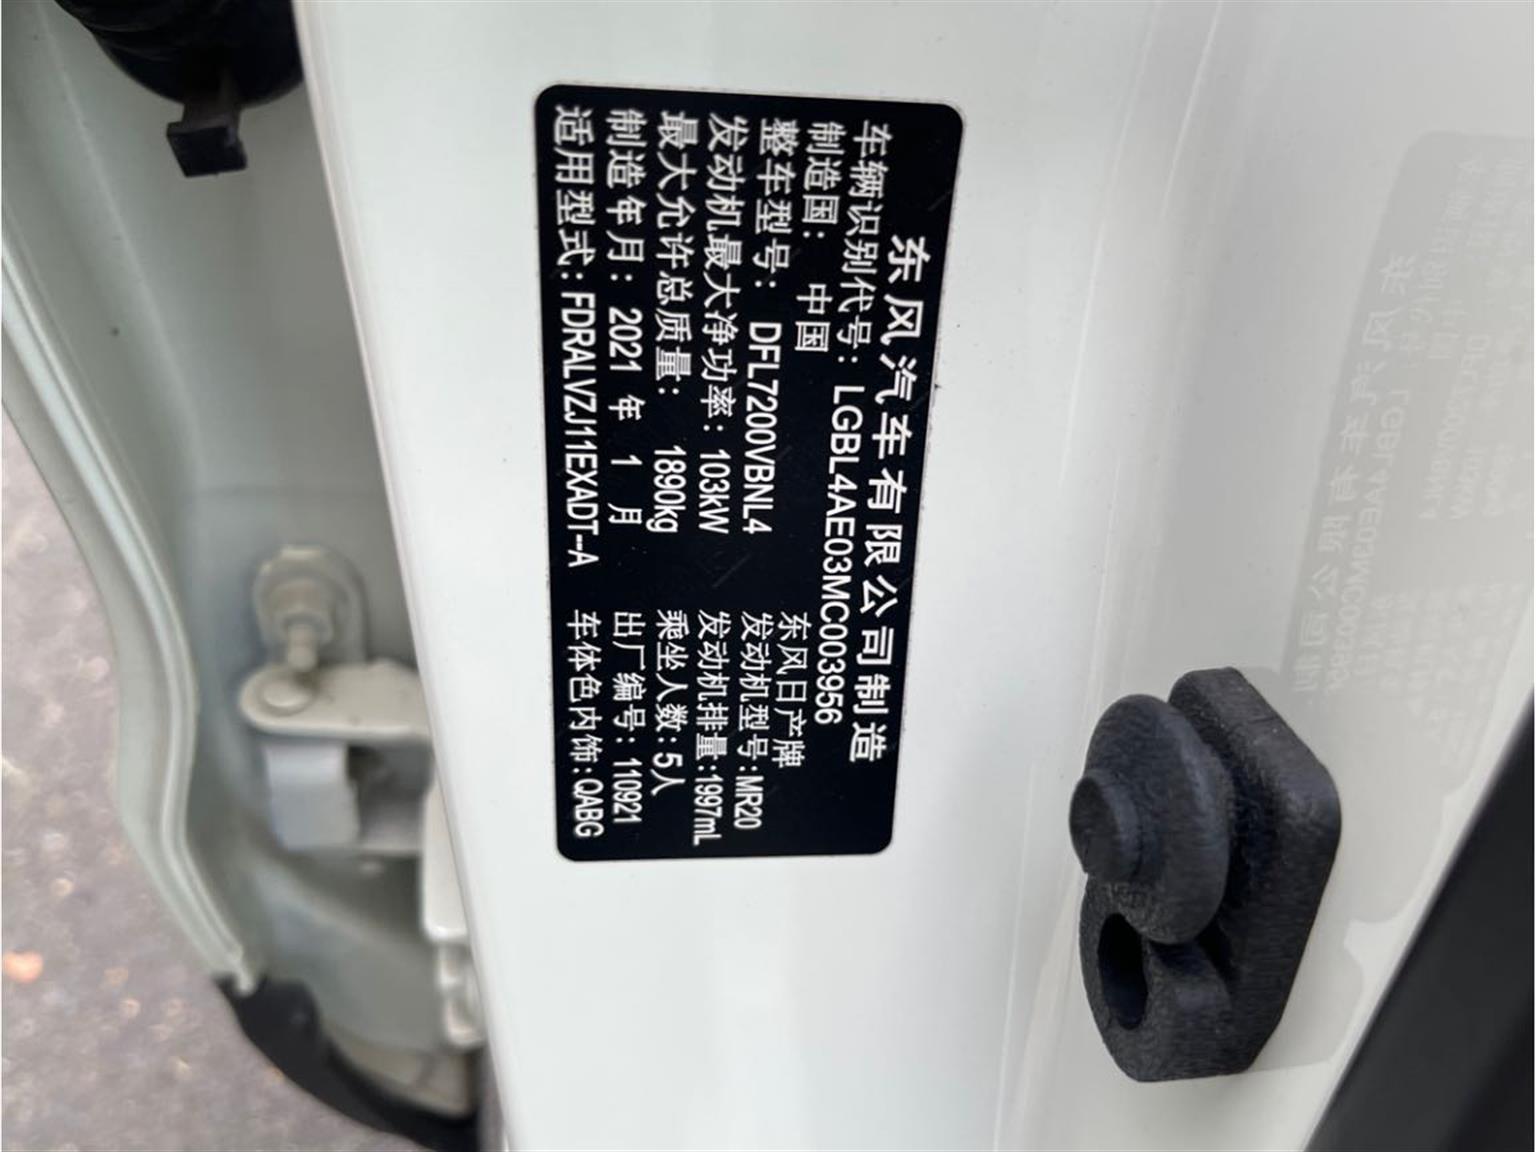 东风汽车有限公司制造
车辆识别代号: LGBL4AE03MC003956
制造国: 中国 东风日产牌
整车型号: DFL7200VBNL4 发动机型号:MR20
发动机最大净功率: 103kW 发动机排量:1997mL
最大允许总质量: 1890kg 乘坐人数:5人
制造年月: 2021 年 1 月 出厂编号:110921
适用型式:FDRALVZJ11EXADT-A 车体色内饰:QABG